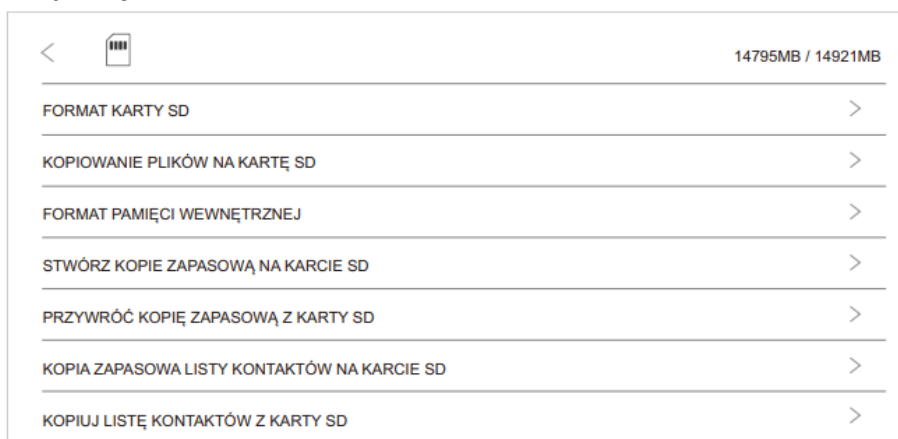 14795MB / 14921MB
FORMAT KARTY SD
KOPIOWANIE PLIKÓW NA KARTĘ SD
FORMAT PAMIĘCI WEWNĘTRZNEJ
STWÓRZ KOPIE ZAPASOWĄ NA KARCIE SD
PRZYWRÓĆ KOPIĘ ZAPASOWĄ Z KARTY SD
KOPIA ZAPASOWA LISTY KONTAKTÓW NA KARCIE SD
KOPIUJ LISTĘ KONTAKTÓW Z KARTY SD